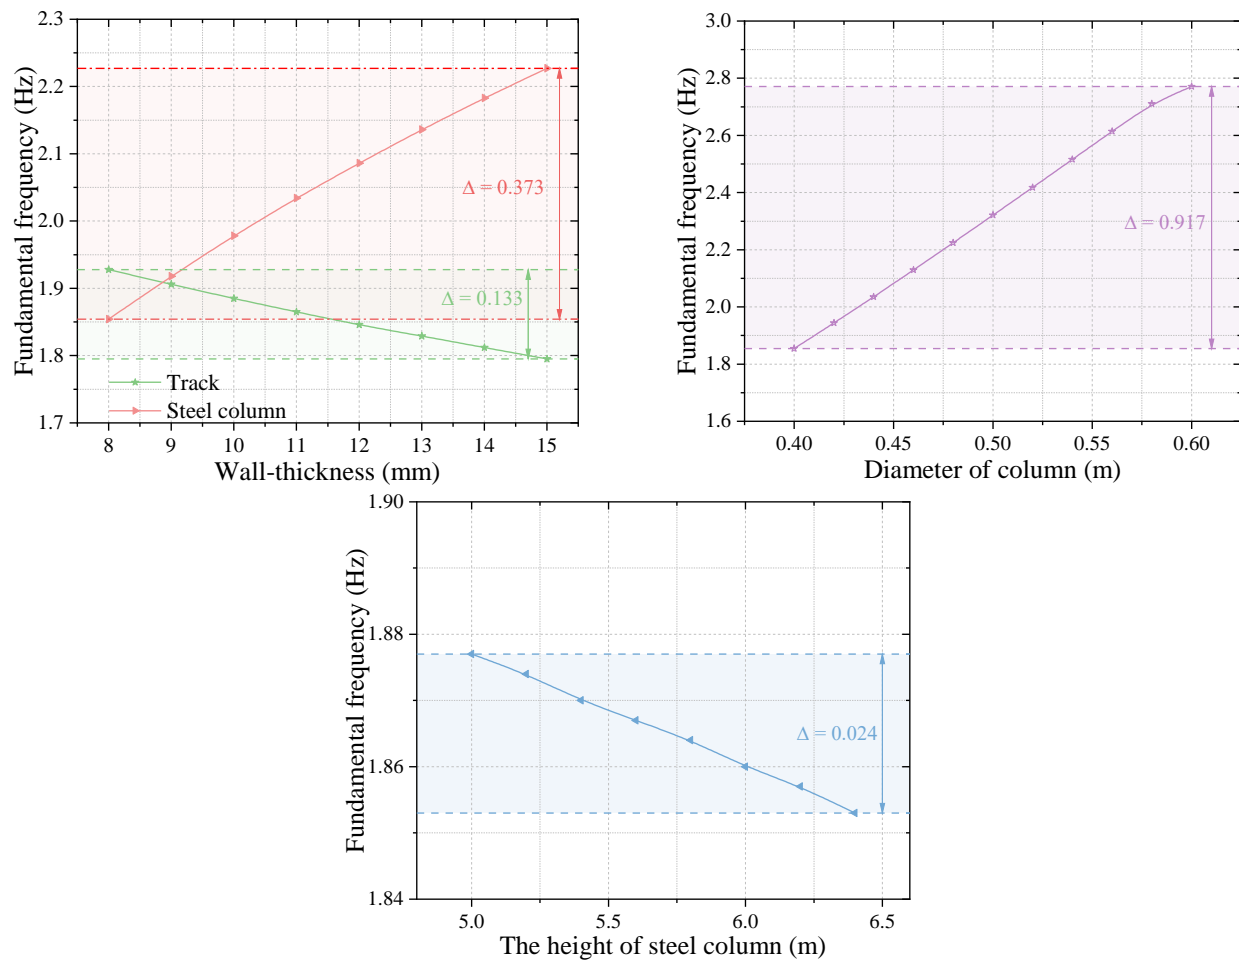 2.3
2.2
2.1
2.0
1.9
1.8
1.7
Fundamental frequency (Hz)
Δ = 0.373
Δ = 0.133
Track
Steel column
8 9 10 11 12 13 14 15
Wall-thickness (mm)
3.0
2.8
2.6
2.4
2.2
2.0
1.8
1.6
Fundamental frequency (Hz)
Δ = 0.917
0.40 0.45 0.50 0.55 0.60
Diameter of column (m)
1.90
1.88
1.86
1.84
Fundamental frequency (Hz)
Δ = 0.024
5.0 5.5 6.0 6.5
The height of steel column (m)